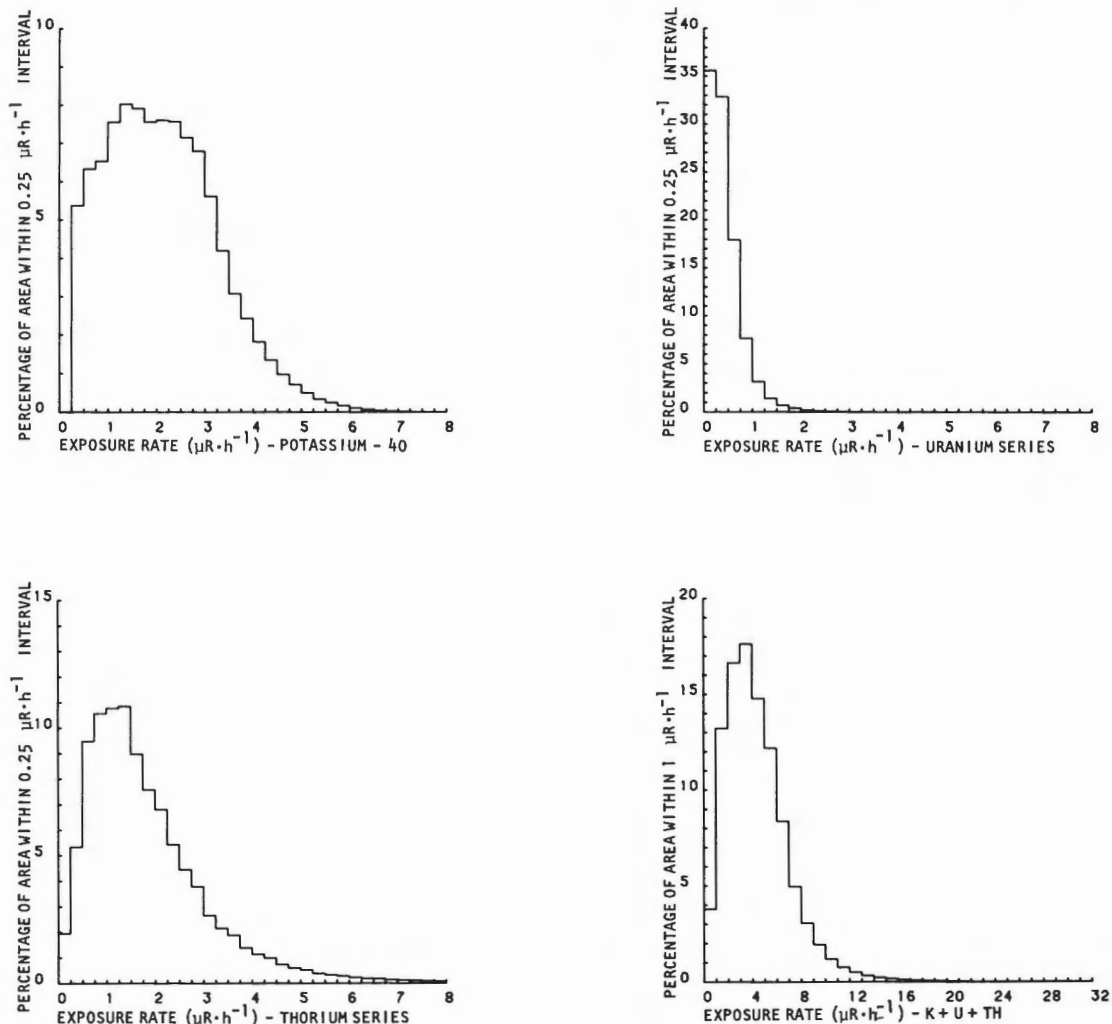 PERCENTAGE OF AREA WITHIN 0.25 μR·h⁻¹ INTERVAL
10
5
0
0 1 2 3 4 5 6 7 8
EXPOSURE RATE (μR·h⁻¹) - POTASSIUM - 40
PERCENTAGE OF AREA WITHIN 0.25 μR·h⁻¹ INTERVAL
40
35
30
25
20
15
10
5
0
0 1 2 3 4 5 6 7 8
EXPOSURE RATE (μR·h⁻¹) - URANIUM SERIES
PERCENTAGE OF AREA WITHIN 0.25 μR·h⁻¹ INTERVAL
15
10
5
0
0 1 2 3 4 5 6 7 8
EXPOSURE RATE (μR·h⁻¹) - THORIUM SERIES
PERCENTAGE OF AREA WITHIN 1 μR·h⁻¹ INTERVAL
20
15
10
5
0
0 4 8 12 16 20 24 28 32
EXPOSURE RATE (μR·h⁻¹) - K + U + TH